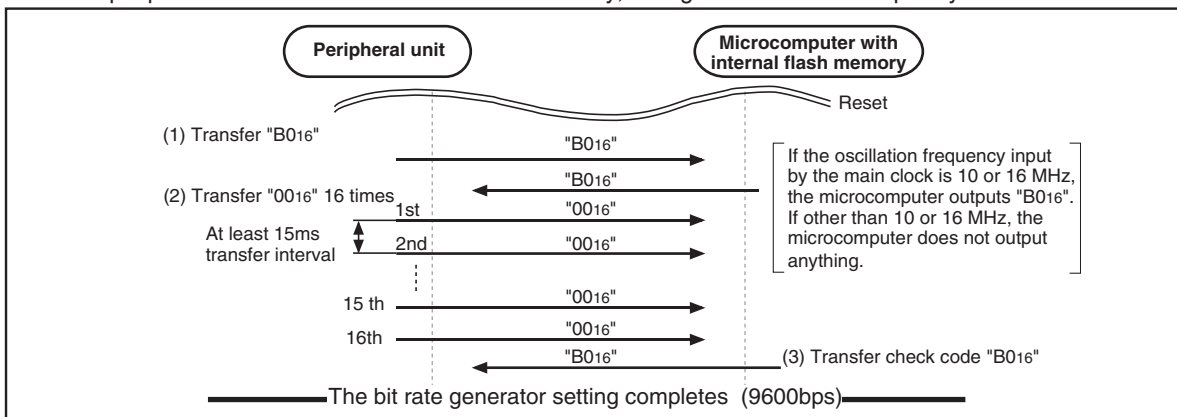 Peripheral unit
Microcomputer with
internal flash memory
Reset
(1) Transfer "B016"
"B016"
"B016"
If the oscillation frequency input
by the main clock is 10 or 16 MHz,
the microcomputer outputs "B016".
If other than 10 or 16 MHz, the
microcomputer does not output
anything.
(2) Transfer "0016" 16 times
1st
"0016"
At least 15ms
transfer interval
2nd
"0016"
15 th
"0016"
16th
"0016"
"B016"
(3) Transfer check code "B016"
The bit rate generator setting completes (9600bps)